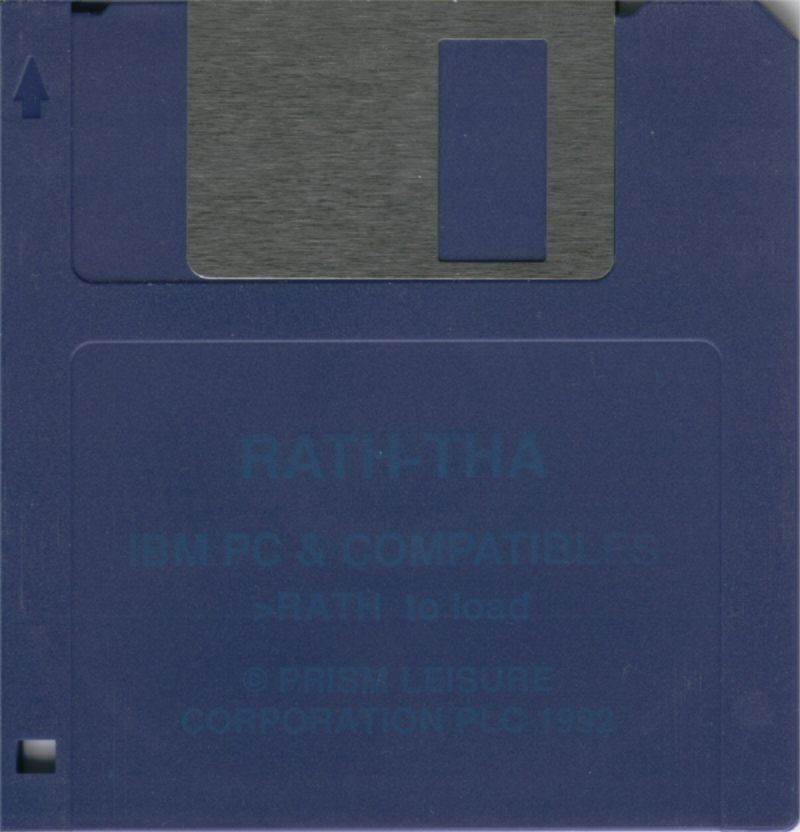 RATH-THA
IBM PC & COMPATIBLES
>RATH to load
© PRISM LEISURE
CORPORATION PLC 1992